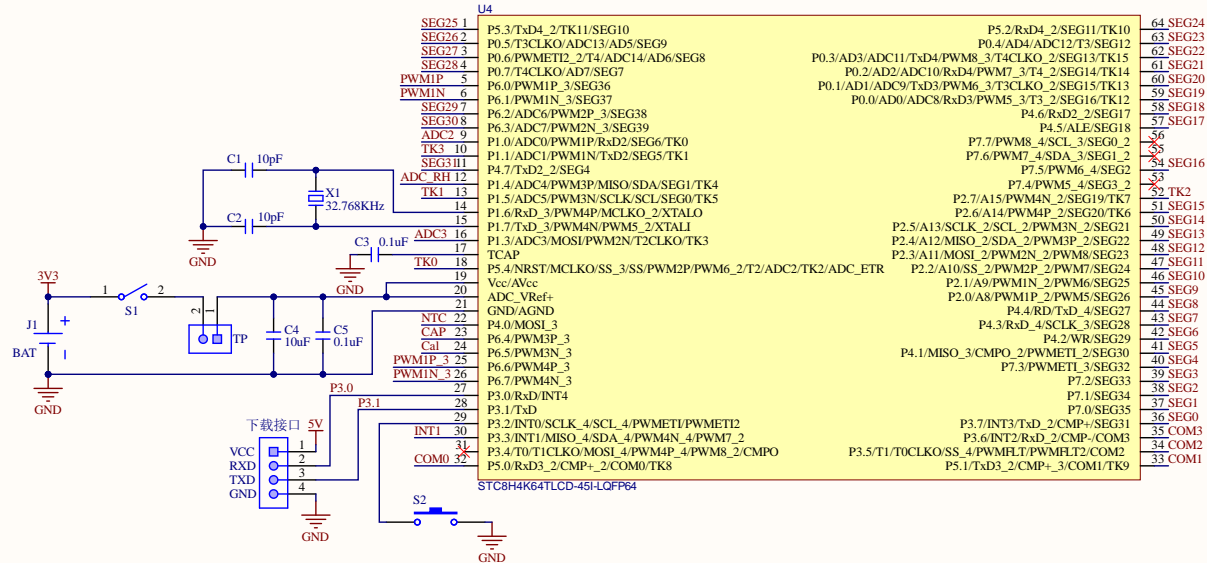 U4
SEG25 1 P5.3/TxD4_2/TK11/SEG10
SEG26 2 P0.5/T3CLKO/ADC13/AD5/SEG9
SEG27 3 P0.6/PWMETI2_2/T4/ADC14/AD6/SEG8
SEG28 4 P0.7/T4CLKO/AD7/SEG7
PWM1P 5 P6.0/PWM1P_3/SEG36
PWM1N 6 P6.1/PWM1N_3/SEG37
SEG29 7 P6.2/ADC6/PWM2P_3/SEG38
SEG30 8 P6.3/ADC7/PWM2N_3/SEG39
ADC2 9 P1.0/ADC0/PWM1P/RxD2/SEG6/TK0
TK3 10 P1.1/ADC1/PWM1N/TxD2/SEG5/TK1
SEG31 11 P4.7/TxD2_2/SEG4
ADC_RH 12 P1.4/ADC4/PWM3P/MISO/SDA/SEG1/TK4
TK1 13 P1.5/ADC5/PWM3N/SCLK/SCL/SEG0/TK5
14 P1.6/RxD_3/PWM4P/MCLKO_2/XTALO
15 P1.7/TxD_3/PWM4N/PWM5_2/XTALI
ADC3 16 P1.3/ADC3/MOSI/PWM2N/T2CLKO/TK3
17 TCAP
TK0 18 P5.4/NRST/MCLKO/SS_3/SS/PWM2P/PWM6_2/T2/ADC2/TK2/ADC_ETR
19 Vcc/AVcc
20 ADC_VRef+
21 GND/AGND
NTC 22 P4.0/MOSI_3
CAP 23 P6.4/PWM3P_3
Cal 24 P6.5/PWM3N_3
PWM1P_3 25 P6.6/PWM4P_3
PWM1N_3 26 P6.7/PWM4N_3
P3.0 27 P3.0/RxD/INT4
P3.1 28 P3.1/TxD
29 P3.2/INT0/SCLK_4/SCL_4/PWMETI/PWMETI2
INT1 30 P3.3/INT1/MISO_4/SDA_4/PWM4N_4/PWM7_2
31 P3.4/T0/T1CLKO/MOSI_4/PWM4P_4/PWM8_2/CMPO
COM0 32 P5.0/RxD3_2/CMP+_2/COM0/TK8
P5.2/RxD4_2/SEG11/TK10 64 SEG24
P0.4/AD4/ADC12/T3/SEG12 63 SEG23
P0.3/AD3/ADC11/TxD4/PWM8_3/T4CLKO_2/SEG13/TK15 62 SEG22
P0.2/AD2/ADC10/RxD4/PWM7_3/T4_2/SEG14/TK14 61 SEG21
P0.1/AD1/ADC9/TxD3/PWM6_3/T3CLKO_2/SEG15/TK13 60 SEG20
P0.0/AD0/ADC8/RxD3/PWM5_3/T3_2/SEG16/TK12 59 SEG19
P4.6/RxD2_2/SEG17 58 SEG18
P4.5/ALE/SEG18 57 SEG17
P7.7/PWM8_4/SCL_3/SEG0_2 56
P7.6/PWM7_4/SDA_3/SEG1_2 55
P7.5/PWM6_4/SEG2 54 SEG16
P7.4/PWM5_4/SEG3_2 53
P2.7/A15/PWM4N_2/SEG19/TK7 52 TK2
P2.6/A14/PWM4P_2/SEG20/TK6 51 SEG15
P2.5/A13/SCLK_2/SCL_2/PWM3N_2/SEG21 50 SEG14
P2.4/A12/MISO_2/SDA_2/PWM3P_2/SEG22 49 SEG13
P2.3/A11/MOSI_2/PWM2N_2/PWM8/SEG23 48 SEG12
P2.2/A10/SS_2/PWM2P_2/PWM7/SEG24 47 SEG11
P2.1/A9/PWM1N_2/PWM6/SEG25 46 SEG10
P2.0/A8/PWM1P_2/PWM5/SEG26 45 SEG9
P4.4/RD/TxD_4/SEG27 44 SEG8
P4.3/RxD_4/SCLK_3/SEG28 43 SEG7
P4.2/WR/SEG29 42 SEG6
P4.1/MISO_3/CMPO_2/PWMETI_2/SEG30 41 SEG5
P7.3/PWMETI_3/SEG32 40 SEG4
P7.2/SEG33 39 SEG3
P7.1/SEG34 38 SEG2
P7.0/SEG35 37 SEG1
P3.7/INT3/TxD_2/CMP+/SEG31 36 SEG0
P3.6/INT2/RxD_2/CMP-/COM3 35 COM3
P3.5/T1/T0CLKO/SS_4/PWMFLT/PWMFLT2/COM2 34 COM2
P5.1/TxD3_2/CMP+_3/COM1/TK9 33 COM1
STC8H4K64TLCD-45I-LQFP64
C1 10pF
X1
32.768KHz
C2 10pF
GND
C3 0.1uF
GND
3V3
1 2
S1
J1
+
BAT
-
GND
2 1
TP
C4
10uF
C5
0.1uF
下载接口
5V
VCC 1
RXD 2
TXD 3
GND 4
GND
S2
GND